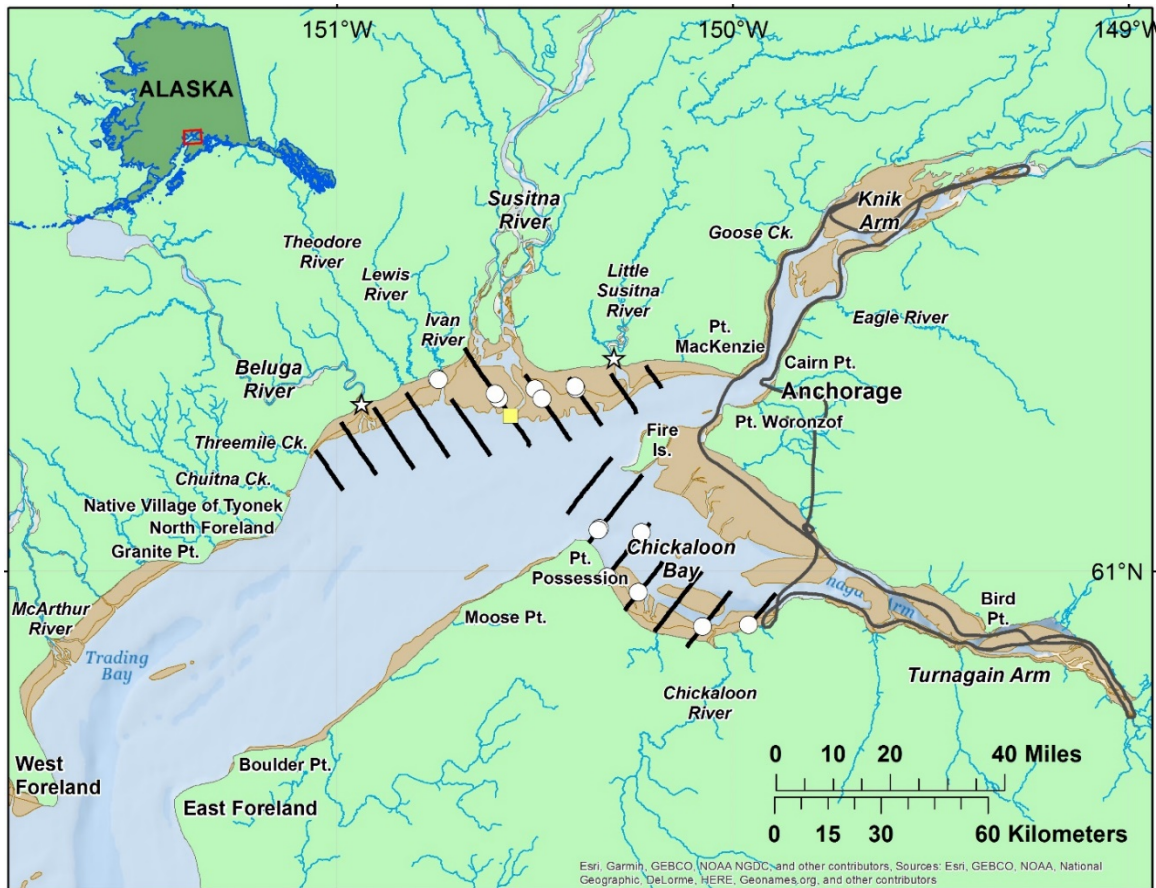 151°W
150°W
149°W
ALASKA
Susitna
River
Knik
Arm
Theodore
River
Goose Ck.
Lewis
River
Little
Susitna
River
Ivan
River
Eagle River
Pt.
MacKenzie
Beluga
River
Cairn Pt.
Anchorage
Pt. Woronzof
Threemile Ck.
Fire
Is.
Chuitna Ck.
Native Village of Tyonek
North Foreland
Granite Pt.
Chickaloon
Bay
Pt.
Possession
61°N
McArthur
River
Moose Pt.
Bird
Pt.
Trading
Bay
Turnagain Arm
Chickaloon
River
West
Foreland
Boulder Pt.
East Foreland
0 10 20 40 Miles
0 15 30 60 Kilometers
Esri, Garmin, GEBCO, NOAA NGDC, and other contributors, Sources: Esri, GEBCO, NOAA, National
Geographic, DeLorme, HERE, Geonames.org, and other contributors